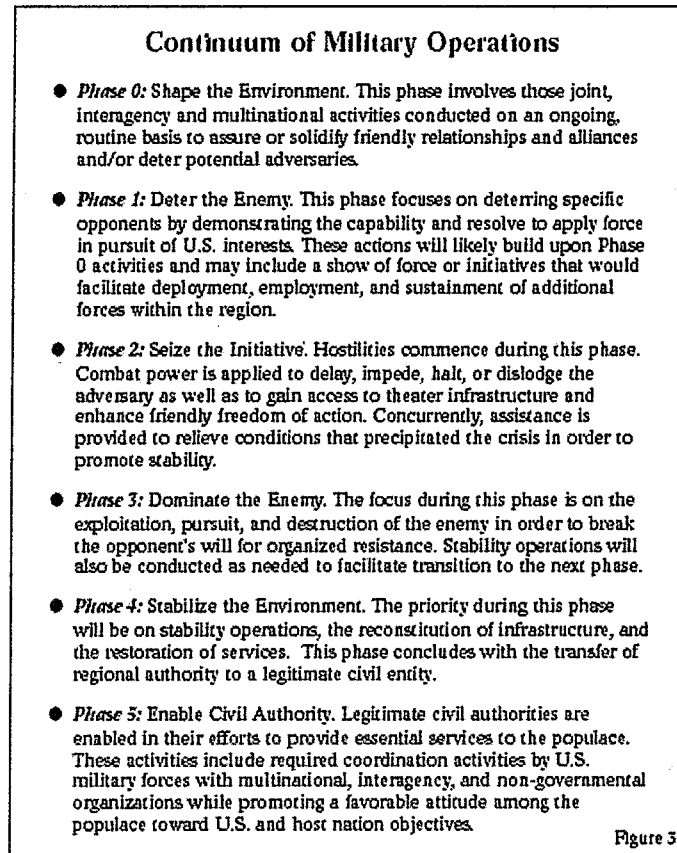 Continuum of Military Operations
● Phase 0: Shape the Environment. This phase involves those joint,
interagency and multinational activities conducted on an ongoing,
routine basis to assure or solidify friendly relationships and alliances
and/or deter potential adversaries.
● Phase 1: Deter the Enemy. This phase focuses on deterring specific
opponents by demonstrating the capability and resolve to apply force
in pursuit of U.S. interests. These actions will likely build upon Phase
0 activities and may include a show of force or initiatives that would
facilitate deployment, employment, and sustainment of additional
forces within the region.
● Phase 2: Seize the Initiative. Hostilities commence during this phase.
Combat power is applied to delay, impede, halt, or dislodge the
adversary as well as to gain access to theater infrastructure and
enhance friendly freedom of action. Concurrently, assistance is
provided to relieve conditions that precipitated the crisis in order to
promote stability.
● Phase 3: Dominate the Enemy. The focus during this phase is on the
exploitation, pursuit, and destruction of the enemy in order to break
the opponent's will for organized resistance. Stability operations will
also be conducted as needed to facilitate transition to the next phase.
● Phase 4: Stabilize the Environment. The priority during this phase
will be on stability operations, the reconstitution of infrastructure, and
the restoration of services. This phase concludes with the transfer of
regional authority to a legitimate civil entity.
● Phase 5: Enable Civil Authority. Legitimate civil authorities are
enabled in their efforts to provide essential services to the populace.
These activities include required coordination activities by U.S.
military forces with multinational, interagency, and non-governmental
organizations while promoting a favorable attitude among the
populace toward U.S. and host nation objectives.
Figure 3